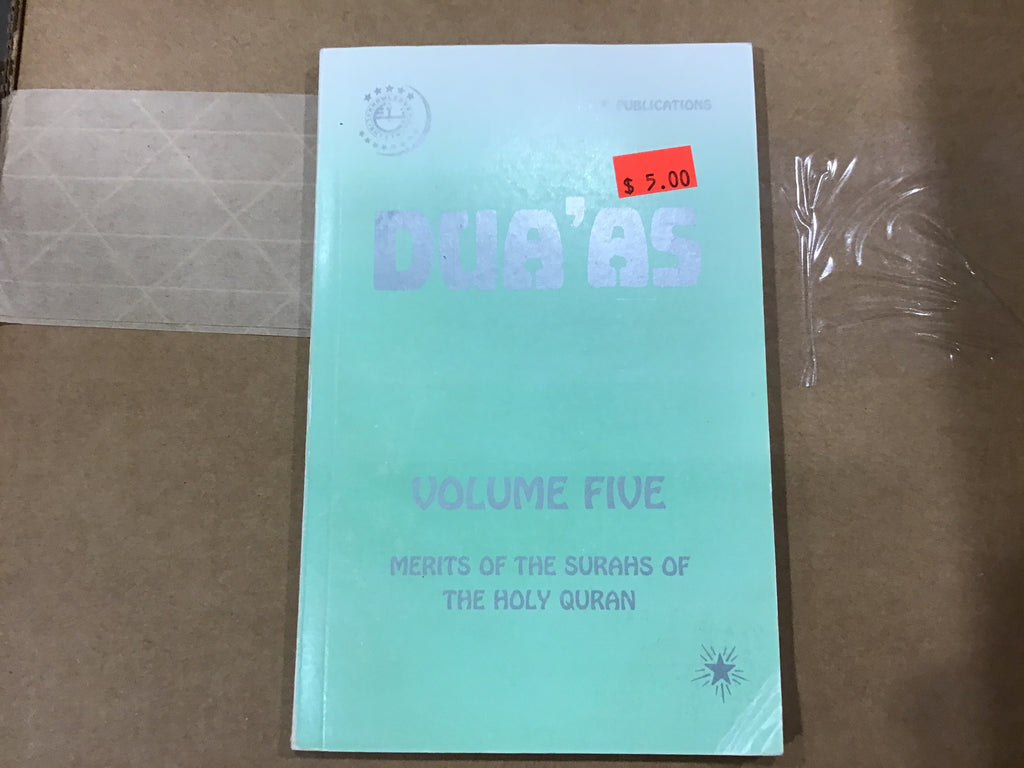 PUBLICATIONS
$ 5.00
DUA'AS
VOLUME FIVE
MERITS OF THE SURAHS OF
THE HOLY QURAN